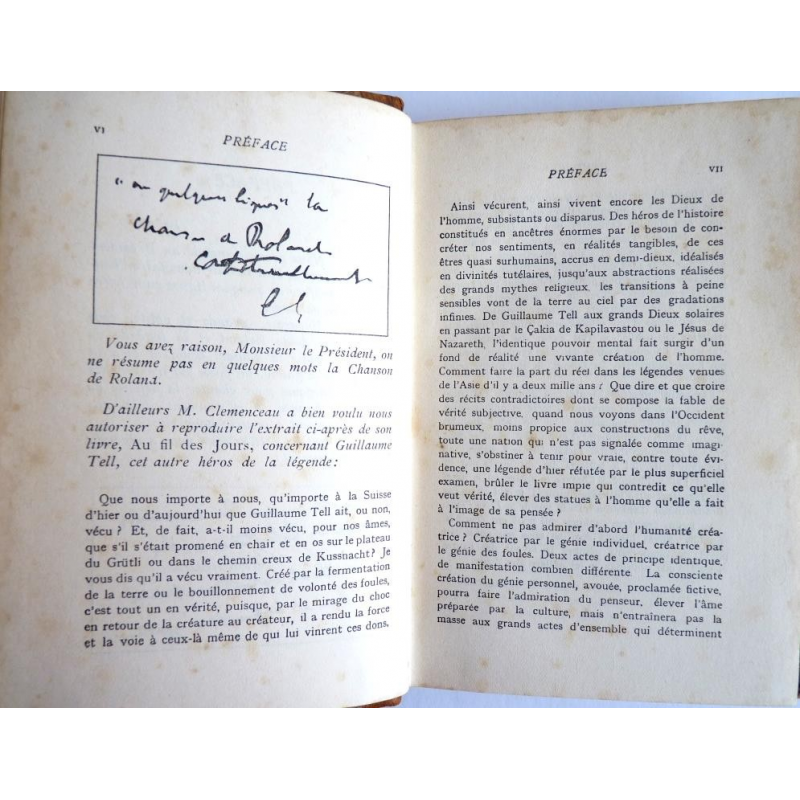 VI
PRÉFACE
" en quelques lignes " la
chanson de Roland
Vous avez raison, Monsieur le Président, on
ne résume pas en quelques mots la Chanson
de Roland.
D'ailleurs M. Clemenceau a bien voulu nous
autoriser à reproduire l'extrait ci-après de son
livre, Au fil des Jours, concernant Guillaume
Tell, cet autre héros de la légende :
Que nous importe à nous, qu'importe à la Suisse
d'hier ou d'aujourd'hui que Guillaume Tell ait, ou non,
vécu ? Et, de fait, a-t-il moins vécu, pour nos âmes,
que s'il s'était promené en chair et en os sur le plateau
du Grütli ou dans le chemin creux de Kussnacht? Je
vous dis qu'il a vécu vraiment. Créé par la fermentation
de la terre ou le bouillonnement de volonté des foules,
c'est tout un en vérité, puisque, par le mirage du choc
en retour de la créature au créateur, il a rendu la force
et la voie à ceux-là même de qui lui vinrent ces dons.
PRÉFACE
VII
Ainsi vécurent, ainsi vivent encore les Dieux de
l'homme, subsistants ou disparus. Des héros de l'histoire
constitués en ancêtres énormes par le besoin de con-
créter nos sentiments, en réalités tangibles, de ces
êtres quasi surhumains, accrus en demi-dieux, idéalisés
en divinités tutélaires, jusqu'aux abstractions réalisées
des grands mythes religieux, les transitions à peine
sensibles vont de la terre au ciel par des gradations
infinies. De Guillaume Tell aux grands Dieux solaires
en passant par le Çakia de Kapilavastou ou le Jésus de
Nazareth, l'identique pouvoir mental fait surgir d'un
fond de réalité une vivante création de l'homme.
Comment faire la part du réel dans les légendes venues
de l'Asie d'il y a deux mille ans ? Que dire et que croire
des récits contradictoires dont se compose la table de
vérité subjective, quand nous voyons dans l'Occident
brumeux, moins propice aux constructions du rêve,
toute une nation qui n'est pas signalée comme imagi-
native, s'obstiner à tenir pour vraie, contre toute évi-
dence, une légende d'hier réfutée par le plus superficiel
examen, brûler le livre impie qui contredit ce qu'elle
veut vérité, élever des statues à l'homme qu'elle a fait
à l'image de sa pensée ?
Comment ne pas admirer d'abord l'humanité créa-
trice ? Créatrice par le génie individuel, créatrice par
le génie des foules. Deux actes de principe identique,
de manifestation combien différente La consciente
création du génie personnel, avouée, proclamée fictive,
pourra faire l'admiration du penseur, élever l'âme
préparée par la culture, mais n'entraînera pas la
masse aux grands actes d'ensemble qui déterminent